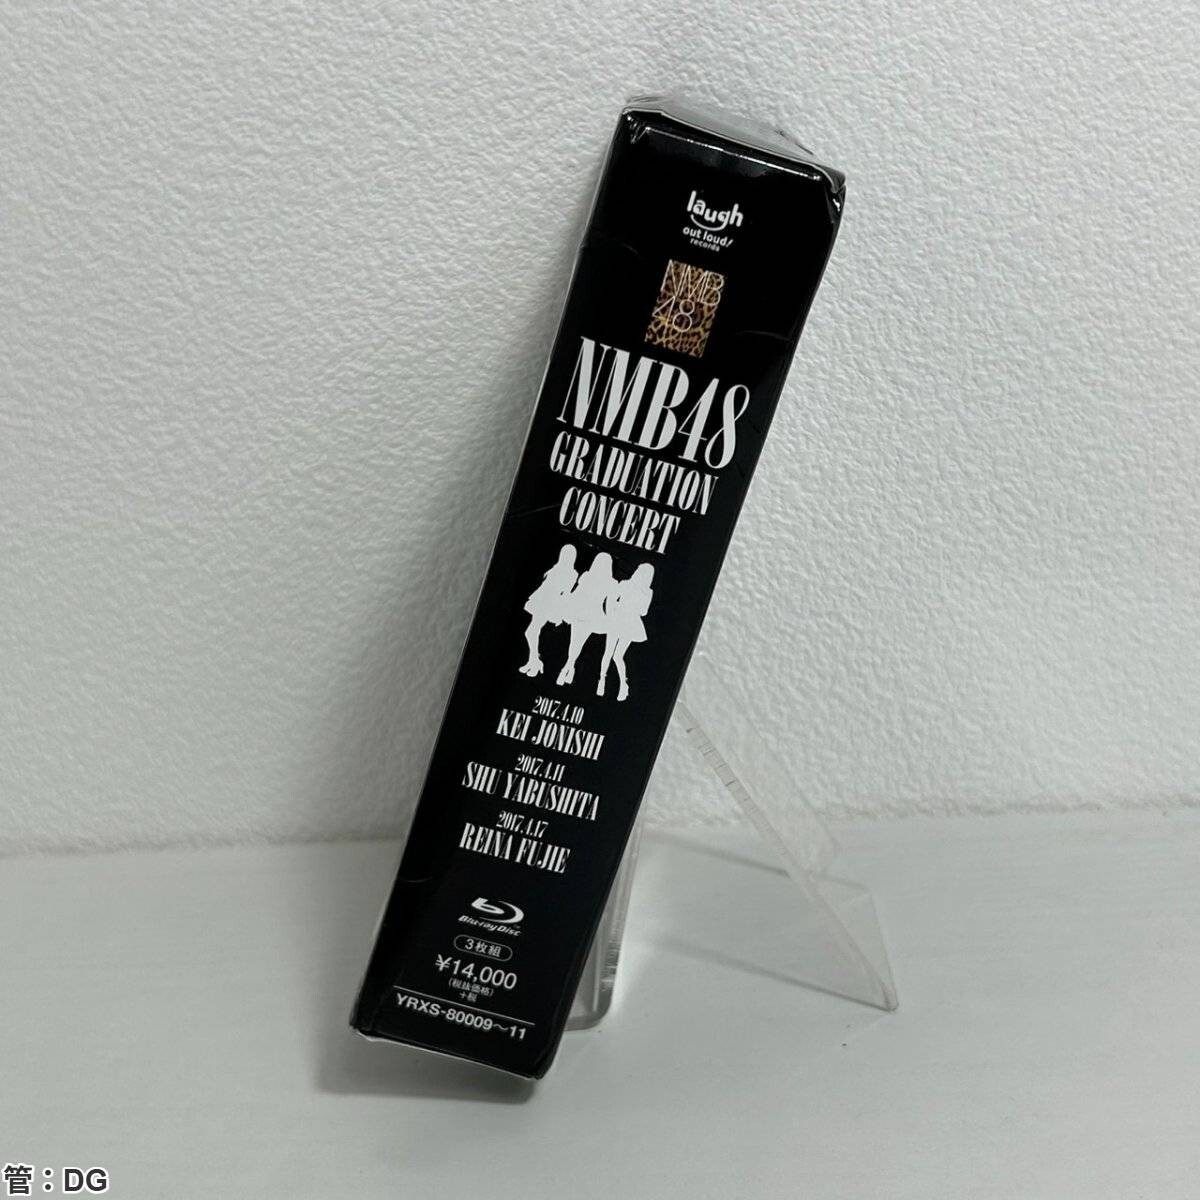 laugh
out loud!
records
NMB
48
NMB48
GRADUATION
CONCERT
2017.4.10
KEI JONISHI
2017.4.11
SHU YABUSHITA
2017.4.17
REINA FUJIE
Blu-ray Disc
3枚組
¥14,000
(税抜価格)
+税
YRXS-80009〜11
管：DG